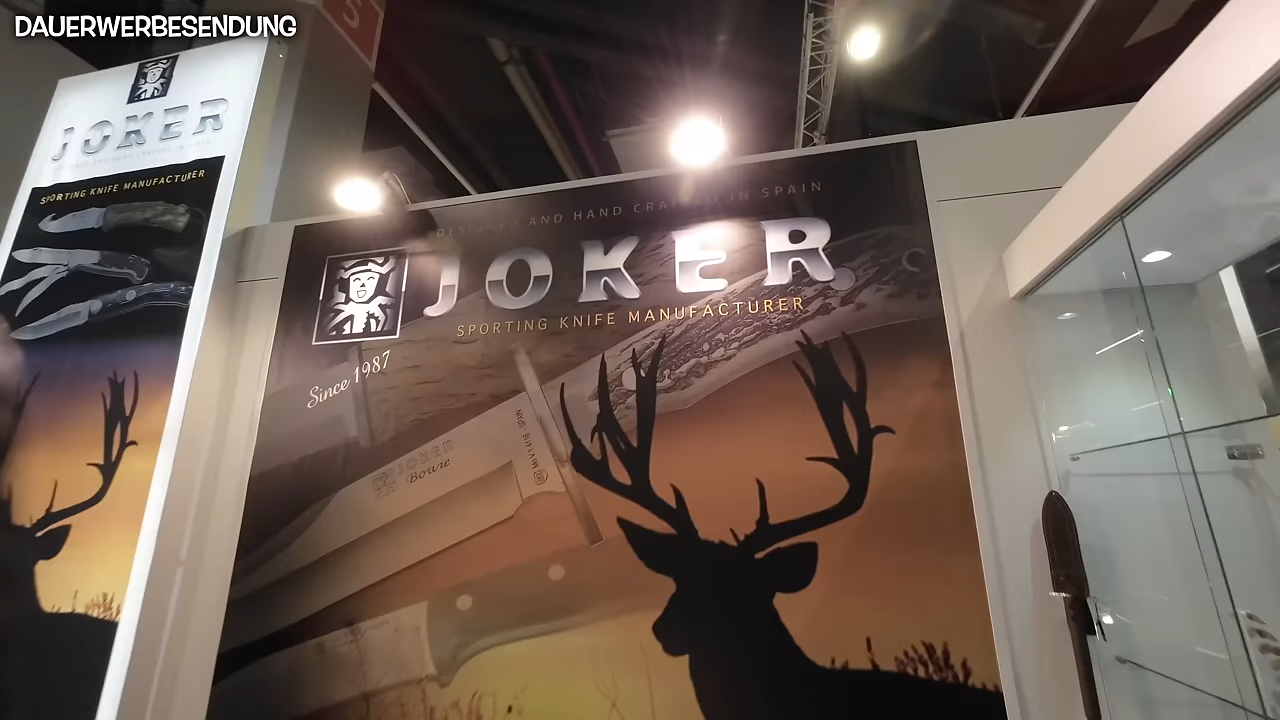 DAUERWERBESENDUNG
S
JOKER
SPORTING KNIFE MANUFACTURER
DESIGNED AND HAND CRAFTED IN SPAIN
JOKER
SPORTING KNIFE MANUFACTURER
Since 1987
JOKER
Bowie
SPAIN